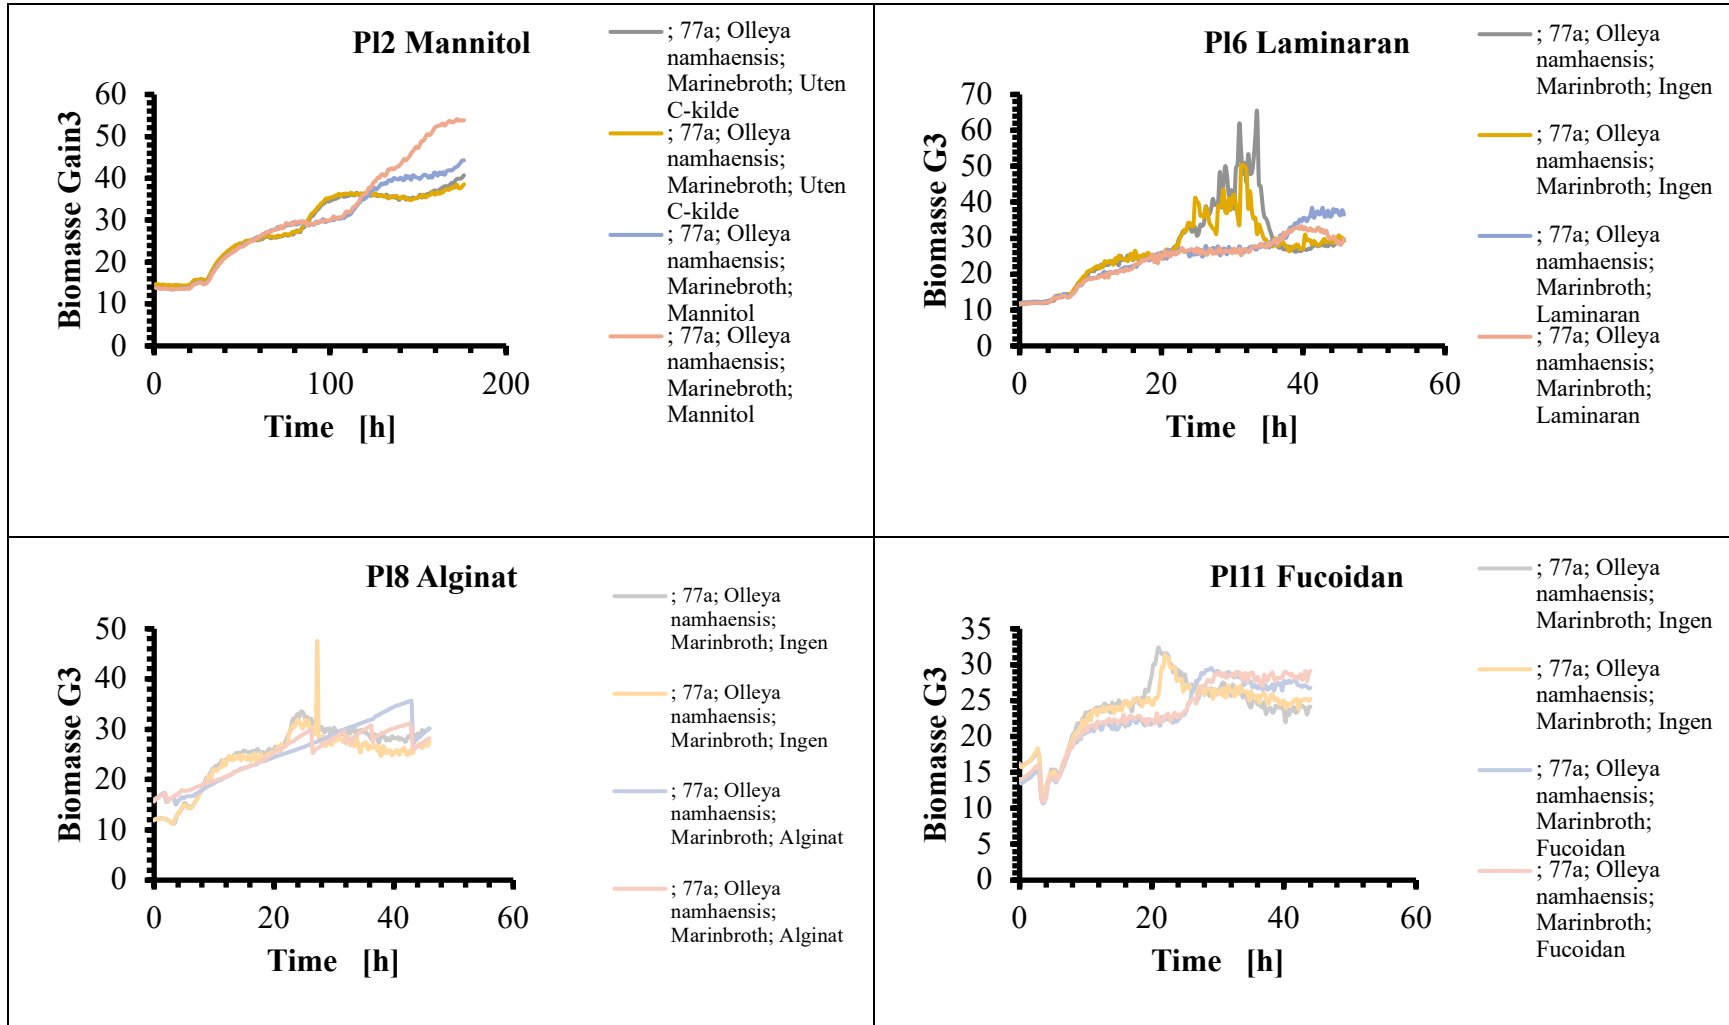 Pl2 Mannitol
; 77a; Olleya
namhaensis;
Marinebroth; Uten
C-kilde
; 77a; Olleya
namhaensis;
Marinebroth; Uten
C-kilde
; 77a; Olleya
namhaensis;
Marinebroth;
Mannitol
; 77a; Olleya
namhaensis;
Marinebroth;
Mannitol
Biomasse Gain3
60
50
40
30
20
10
0
0 100 200
Time [h]
Pl6 Laminaran
; 77a; Olleya
namhaensis;
Marinbroth; Ingen
; 77a; Olleya
namhaensis;
Marinbroth; Ingen
; 77a; Olleya
namhaensis;
Marinbroth;
Laminaran
; 77a; Olleya
namhaensis;
Marinbroth;
Laminaran
Biomasse G3
70
60
50
40
30
20
10
0
0 20 40 60
Time [h]
Pl8 Alginat
; 77a; Olleya
namhaensis;
Marinbroth; Ingen
; 77a; Olleya
namhaensis;
Marinbroth; Ingen
; 77a; Olleya
namhaensis;
Marinbroth; Alginat
; 77a; Olleya
namhaensis;
Marinbroth; Alginat
Biomasse G3
50
40
30
20
10
0
0 20 40 60
Time [h]
Pl11 Fucoidan
; 77a; Olleya
namhaensis;
Marinbroth; Ingen
; 77a; Olleya
namhaensis;
Marinbroth; Ingen
; 77a; Olleya
namhaensis;
Marinbroth;
Fucoidan
; 77a; Olleya
namhaensis;
Marinbroth;
Fucoidan
Biomasse G3
35
30
25
20
15
10
5
0
0 20 40 60
Time [h]